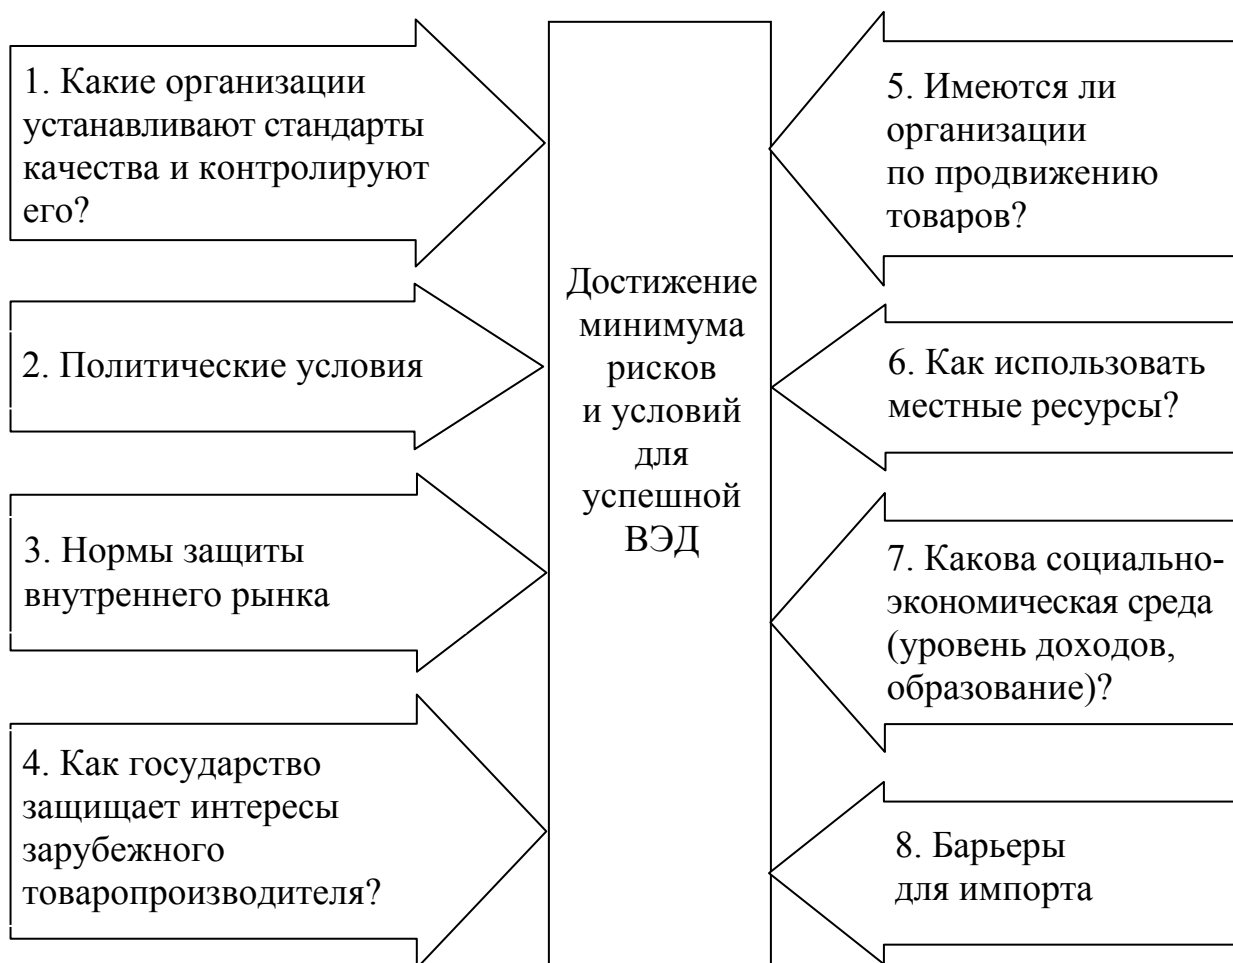 1. Какие организации
устанавливают стандарты
качества и контролируют
его?
2. Политические условия
3. Нормы защиты
внутреннего рынка
4. Как государство
защищает интересы
зарубежного
товаропроизводителя?
Достижение
минимума
рисков
и условий
для
успешной
ВЭД
5. Имеются ли
организации
по продвижению
товаров?
6. Как использовать
местные ресурсы?
7. Какова социально-
экономическая среда
(уровень доходов,
образование)?
8. Барьеры
для импорта